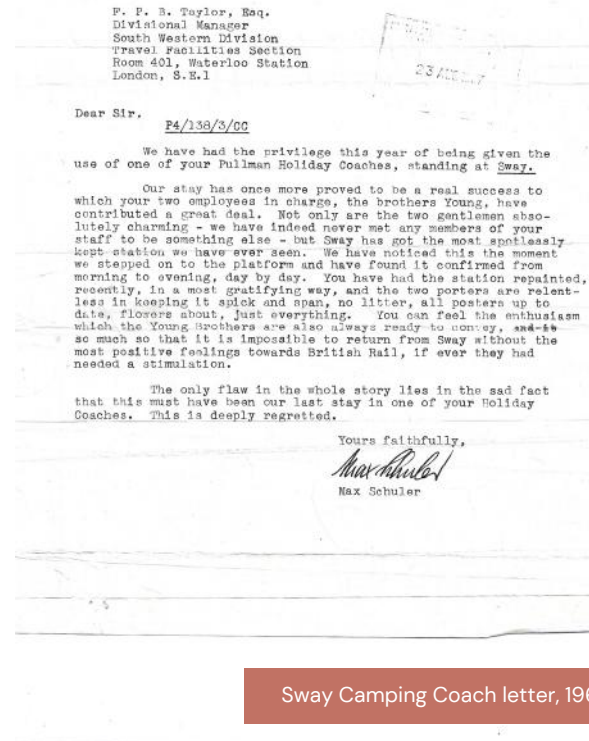 F. P. B. Taylor, Esq.
Divisional Manager
South Western Division
Travel Facilities Section
Room 401, Waterloo Station
London, S.E.1
23 AUG
Dear Sir.
P4/138/3/CC
We have had the privilege this year of being given the
use of one of your Pullman Holiday Coaches, standing at Sway.
Our stay has once more proved to be a real success to
which your two employees in charge, the brothers Young, have
contributed a great deal. Not only are the two gentlemen abso-
lutely charming - we have indeed never met any members of your
staff to be something else - but Sway has got the most spotlessly
kept station we have ever seen. We have noticed this the moment
we stepped on to the platform and have found it confirmed from
morning to evening, day by day. You have had the station repainted,
recently, in a most gratifying way, and the two porters are relent-
less in keeping it spick and span, no litter, all posters up to
date, flowers about, just everything. You can feel the enthusiasm
which the Young Brothers are also always ready to convey, and it
so much so that it is impossible to return from Sway without the
most positive feelings towards British Rail, if ever they had
needed a stimulation.
The only flaw in the whole story lies in the sad fact
that this must have been our last stay in one of your Holiday
Coaches. This is deeply regretted.
Yours faithfully,
Max Schuler
Max Schuler
Sway Camping Coach letter, 196